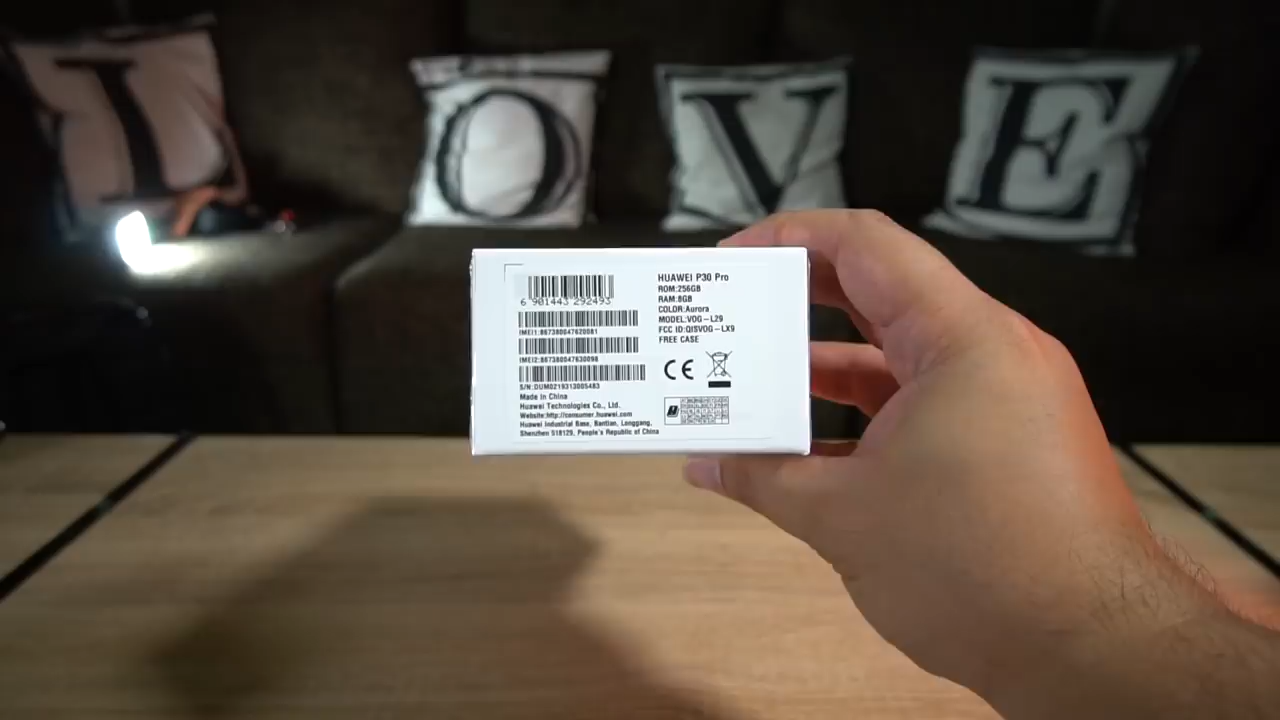 L O V E
6 901443 292493
IMEI1:867380047620981
IMEI2:867380047630098
S/N:DUM0219313005483
Made in China
Huawei Technologies Co., Ltd.
Website:http://consumer.huawei.com
Huawei Industrial Base, Bantian, Longgang,
Shenzhen 518129, People's Republic of China
HUAWEI P30 Pro
ROM:256GB
RAM:8GB
COLOR:Aurora
MODEL:VOG-L29
FCC ID:QISVOG-LX9
FREE CASE
CE